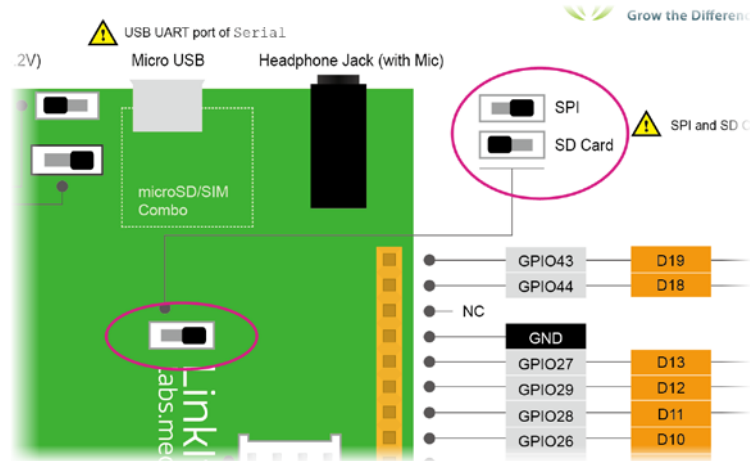 Grow the Differen
USB UART port of Serial
.2V)
Micro USB
Headphone Jack (with Mic)
SPI
SD Card
SPI and SD C
microSD/SIM
Combo
GPIO43
D19
GPIO44
D18
NC
GND
GPIO27
D13
GPIO29
D12
GPIO28
D11
GPIO26
D10
LinkI
abs.me